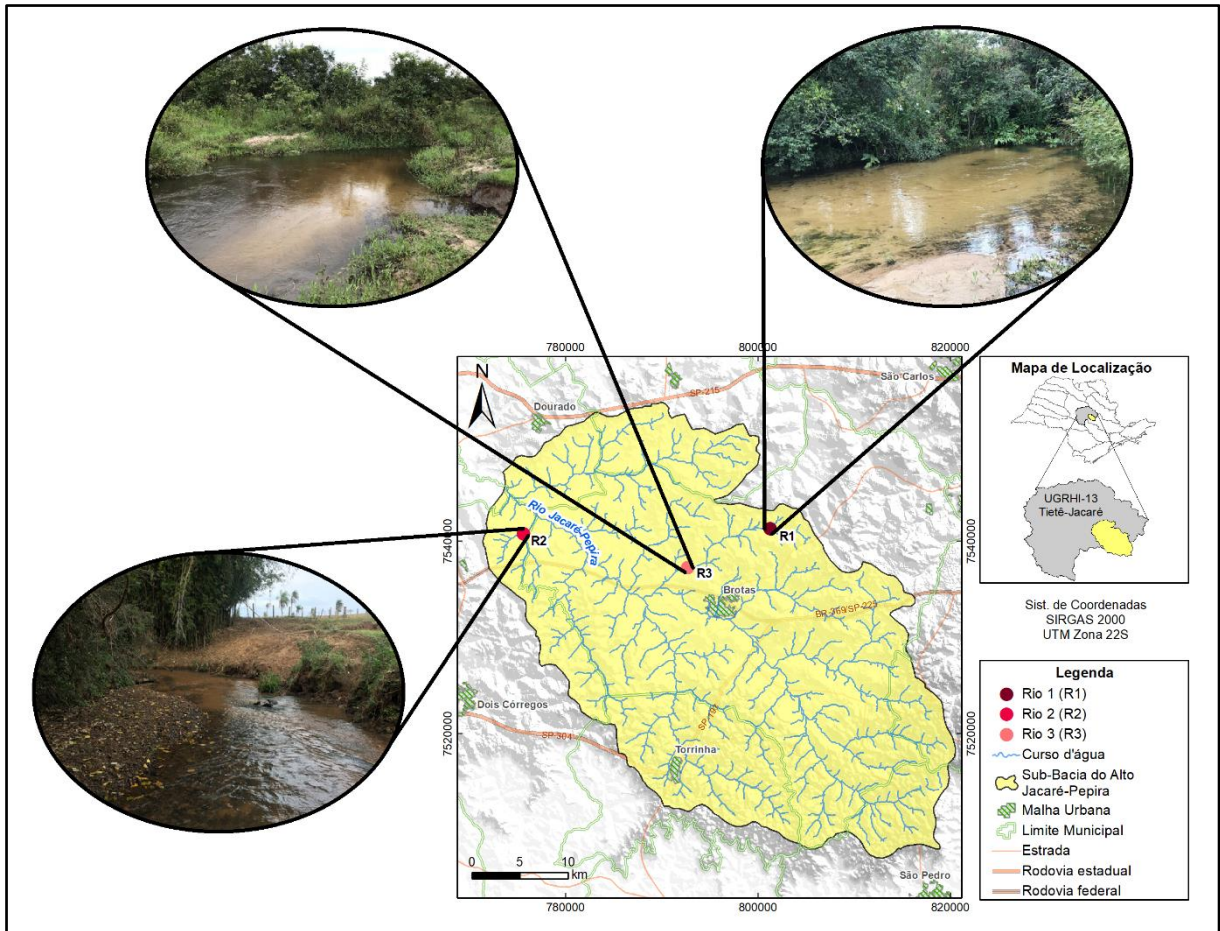 780000
800000
820000
N
São Carlos
SP-215
Dourado
Rio Jacaré-Pepira
R1
R2
R3
7540000
7540000
Brotas
BR-369/SP-225
Dois Córregos
SP-304
Torrinha
7520000
7520000
0 5 10
km
São Pedro
780000
800000
820000
Mapa de Localização
UGRHI-13
Tietê-Jacaré
Sist. de Coordenadas
SIRGAS 2000
UTM Zona 22S
Legenda
Rio 1 (R1)
Rio 2 (R2)
Rio 3 (R3)
Curso d'água
Sub-Bacia do Alto
Jacaré-Pepira
Malha Urbana
Limite Municipal
Estrada
Rodovia estadual
Rodovia federal